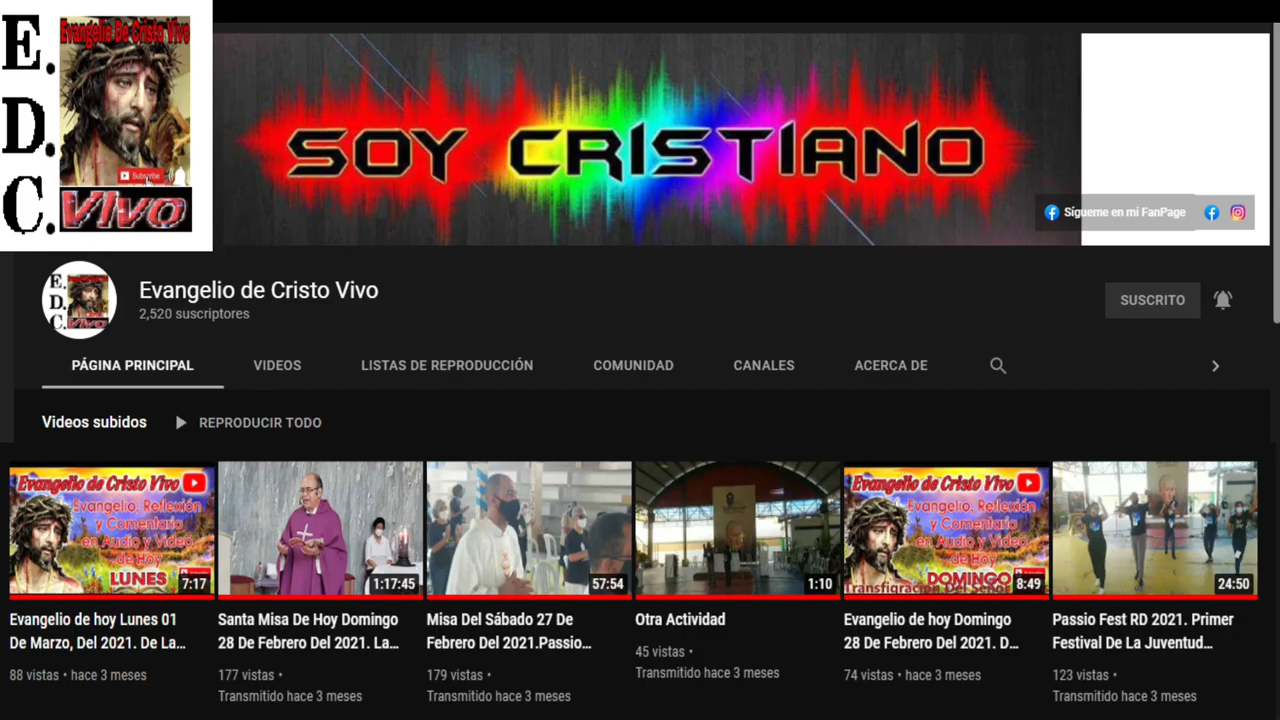 E.
D.
C.
Evangelio De Cristo Vivo
Subscribe
Vivo
SOY CRISTIANO
Sígueme en mi FanPage
E.
D.
C.
Vivo
Evangelio de Cristo Vivo
2,520 suscriptores
SUSCRITO
PÁGINA PRINCIPAL
VIDEOS
LISTAS DE REPRODUCCIÓN
COMUNIDAD
CANALES
ACERCA DE
Videos subidos
REPRODUCIR TODO
Evangelio de Cristo Vivo
Evangelio, Reflexión
y Comentario
en Audio y Video
de Hoy
LUNES
7:17
1:17:45
57:54
1:10
Evangelio de Cristo Vivo
Evangelio, Reflexión
y Comentario
en Audio y Video
de Hoy
DOMINGO
Transfigración Del Señor
8:49
24:50
Evangelio de hoy Lunes 01
De Marzo, Del 2021. De La...
88 vistas • hace 3 meses
Santa Misa De Hoy Domingo
28 De Febrero Del 2021. La...
177 vistas •
Transmitido hace 3 meses
Misa Del Sábado 27 De
Febrero Del 2021.Passio...
179 vistas •
Transmitido hace 3 meses
Otra Actividad
45 vistas •
Transmitido hace 3 meses
Evangelio de hoy Domingo
28 De Febrero Del 2021. D...
74 vistas • hace 3 meses
Passio Fest RD 2021. Primer
Festival De La Juventud...
123 vistas •
Transmitido hace 3 meses